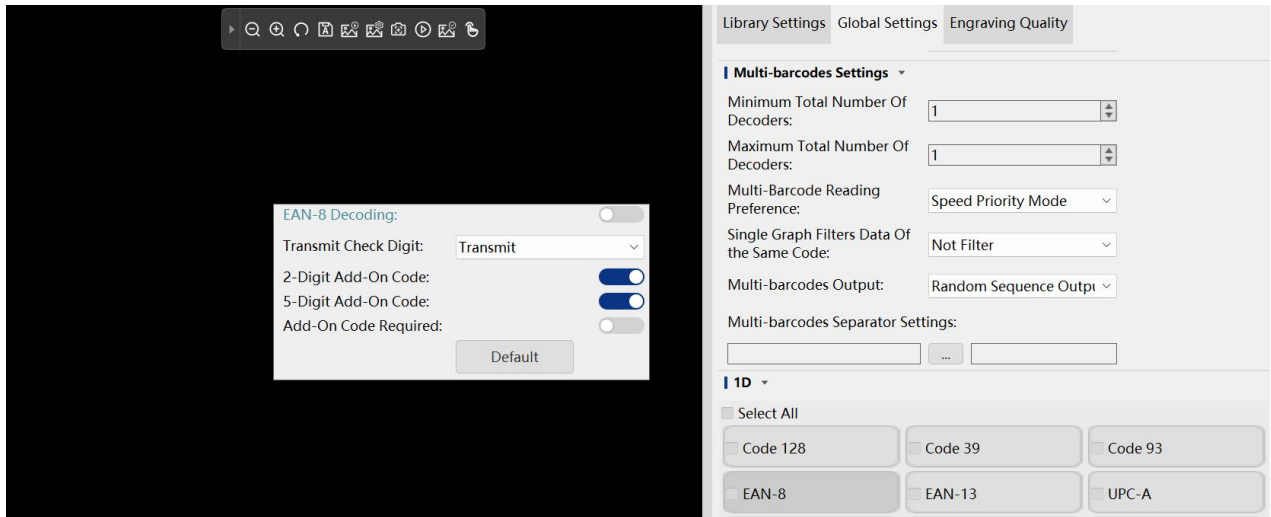 Library Settings Global Settings Engraving Quality
Multi-barcodes Settings
Minimum Total Number Of
Decoders:
1
Maximum Total Number Of
Decoders:
1
Multi-Barcode Reading
Preference:
Speed Priority Mode
Single Graph Filters Data Of
the Same Code:
Not Filter
Multi-barcodes Output:
Random Sequence Outpu
Multi-barcodes Separator Settings:
...
1D
Select All
Code 128 Code 39 Code 93
EAN-8 EAN-13 UPC-A
EAN-8 Decoding:
Transmit Check Digit: Transmit
2-Digit Add-On Code:
5-Digit Add-On Code:
Add-On Code Required:
Default